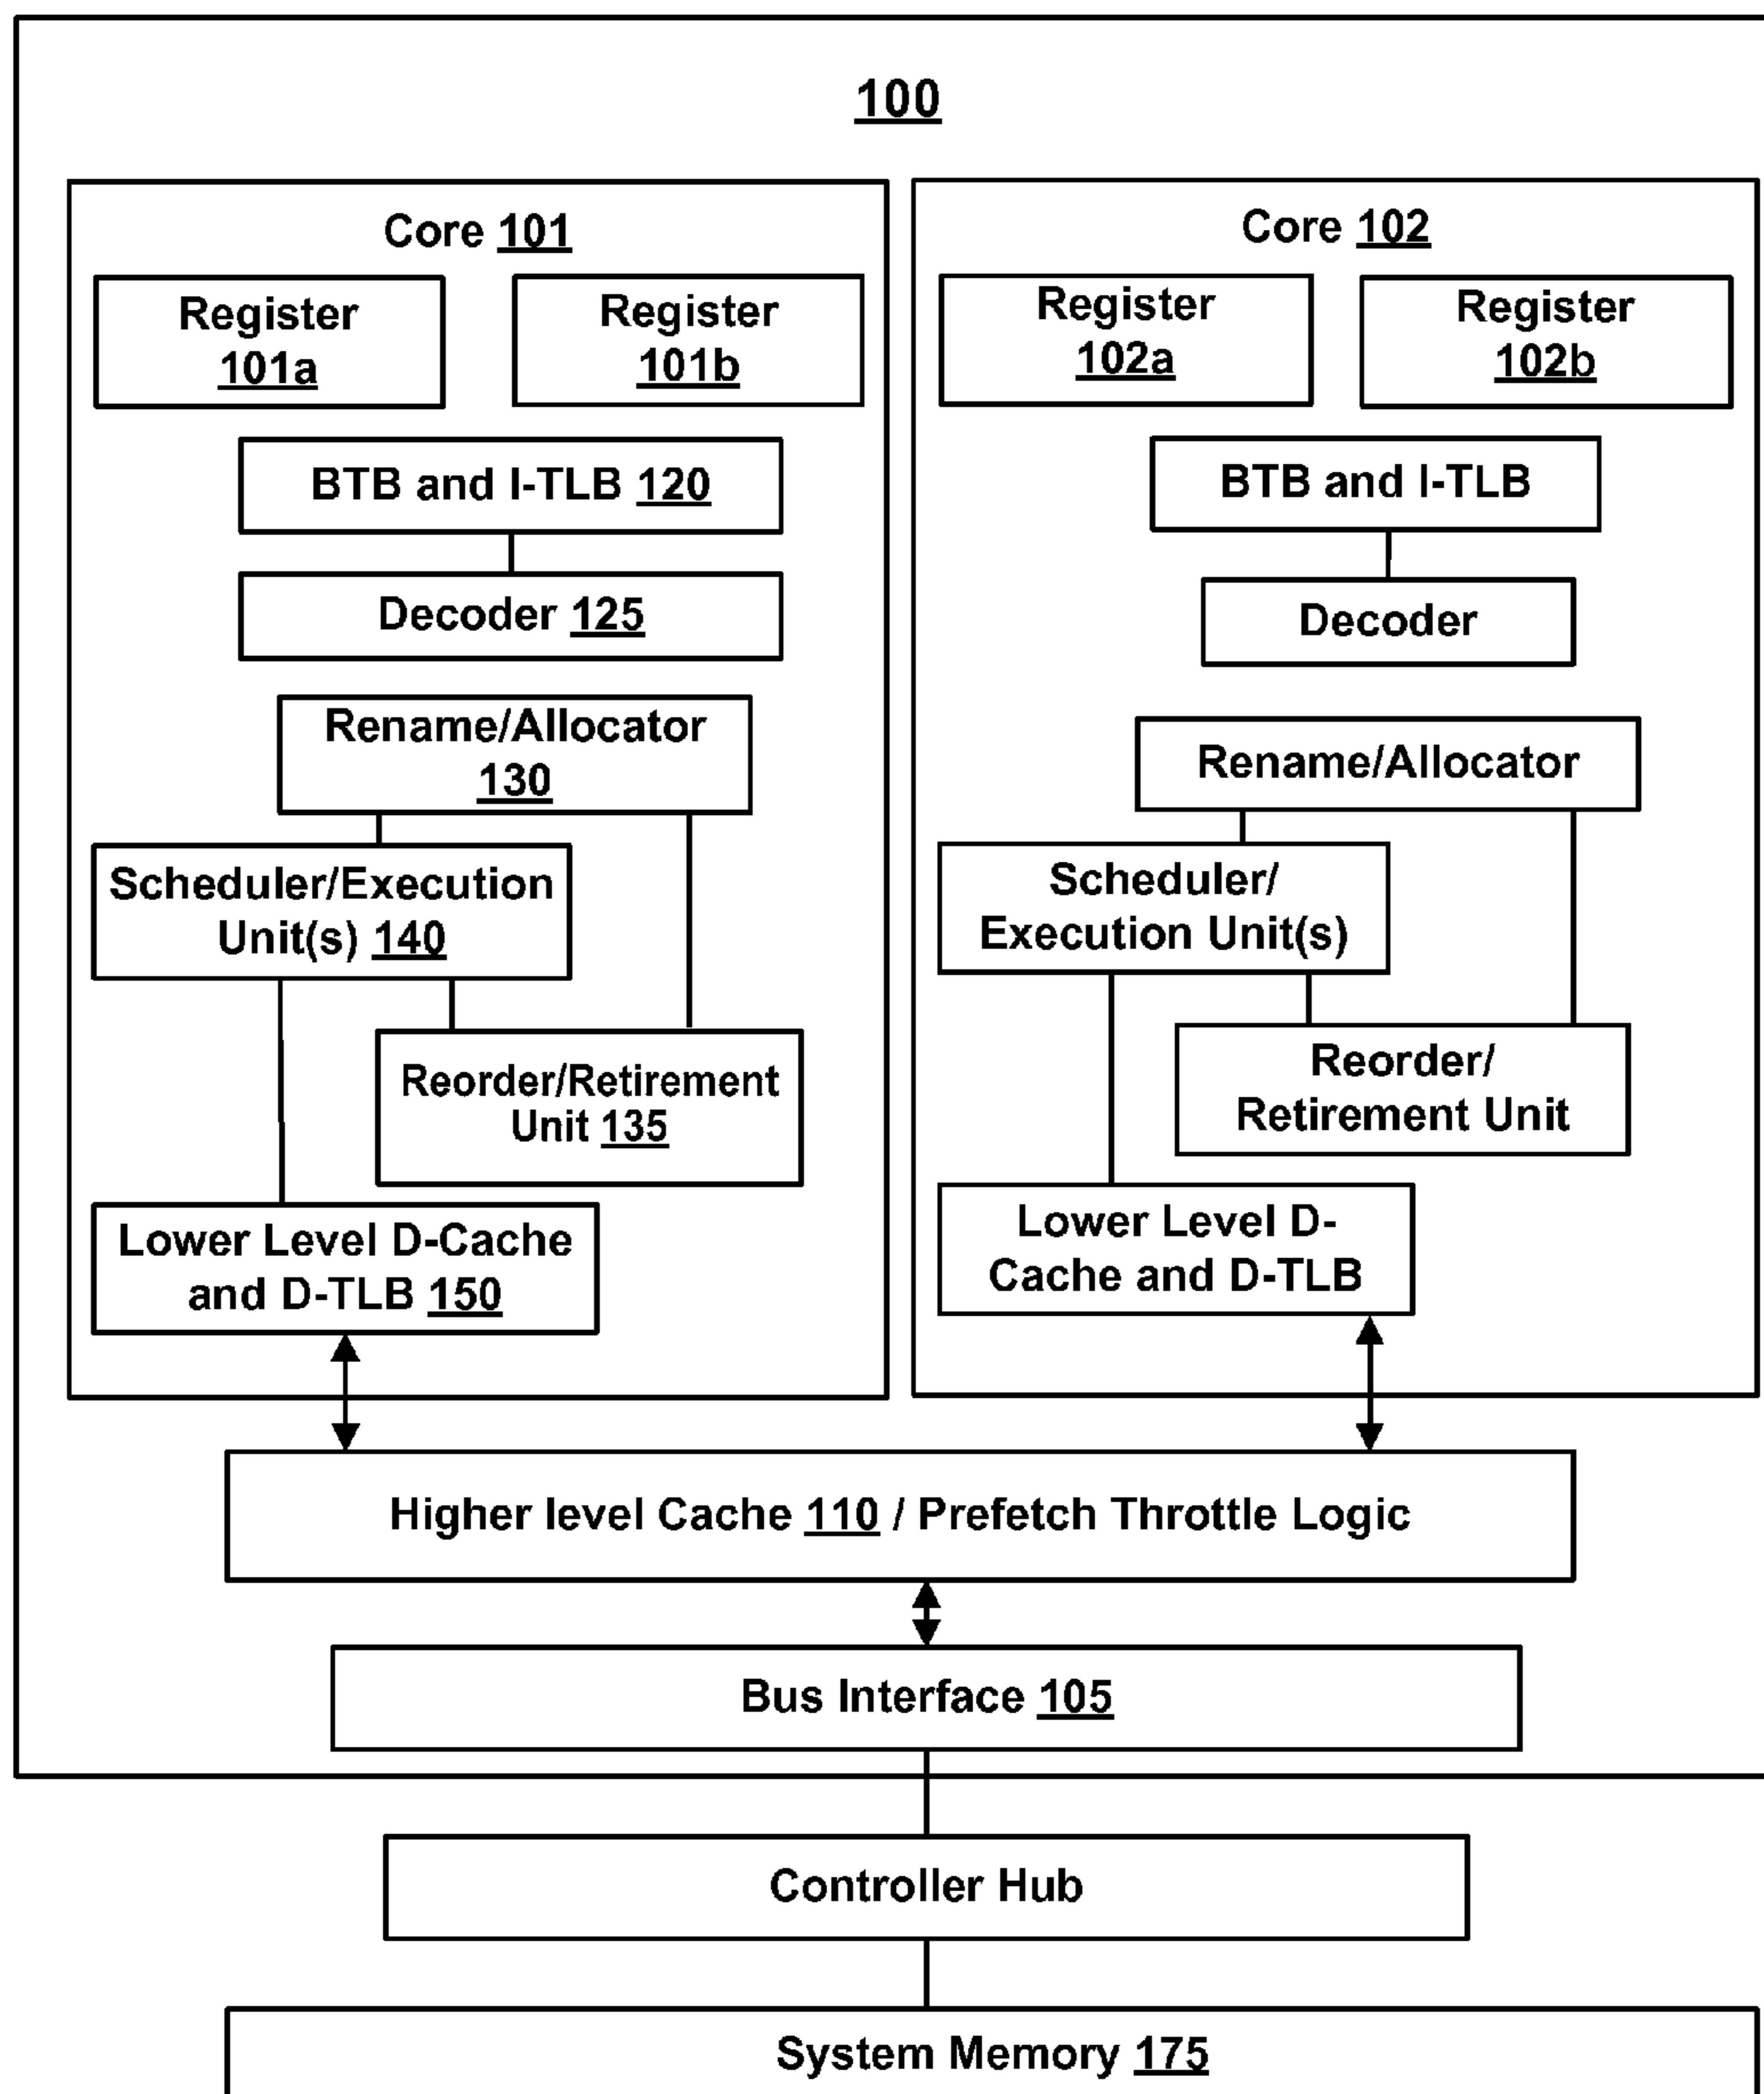 100
Core 101
Register
101a
Register
101b
BTB and I-TLB 120
Decoder 125
Rename/Allocator
130
Scheduler/Execution
Unit(s) 140
Reorder/Retirement
Unit 135
Lower Level D-Cache
and D-TLB 150
Core 102
Register
102a
Register
102b
BTB and I-TLB
Decoder
Rename/Allocator
Scheduler/
Execution Unit(s)
Reorder/
Retirement Unit
Lower Level D-
Cache and D-TLB
Higher level Cache 110 / Prefetch Throttle Logic
Bus Interface 105
Controller Hub
System Memory 175